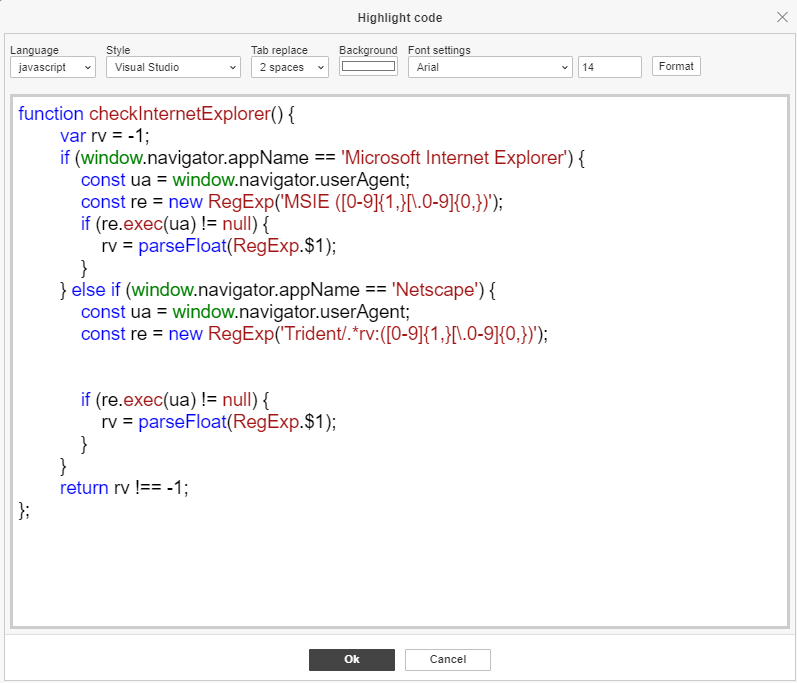 Highlight code
Language Style Tab replace Background Font settings
javascript Visual Studio 2 spaces Arial 14 Format
function checkInternetExplorer() {
var rv = -1;
if (window.navigator.appName == 'Microsoft Internet Explorer') {
const ua = window.navigator.userAgent;
const re = new RegExp('MSIE ([0-9]{1,}[\.0-9]{0,})');
if (re.exec(ua) != null) {
rv = parseFloat(RegExp.$1);
}
} else if (window.navigator.appName == 'Netscape') {
const ua = window.navigator.userAgent;
const re = new RegExp('Trident/.*rv:([0-9]{1,}[\.0-9]{0,})');
if (re.exec(ua) != null) {
rv = parseFloat(RegExp.$1);
}
}
return rv !== -1;
};
Ok Cancel